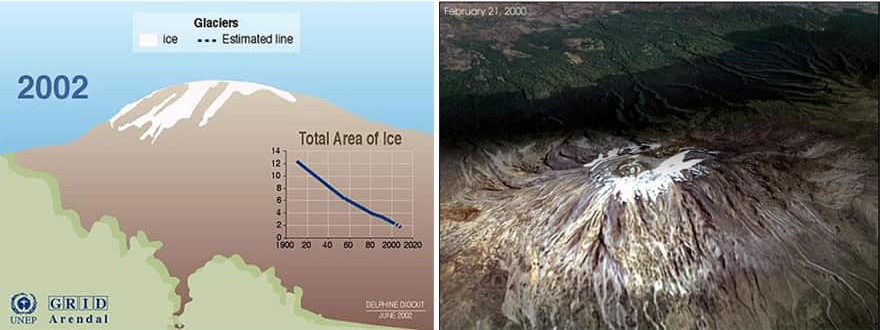 Glaciers
ice --- Estimated line
2002
Total Area of Ice
14
12
10
8
6
4
2
0
1900 20 40 60 80 2000 2020
UNEP
GRID
Arendal
DELPHINE DIGOUT
JUNE 2002
February 21, 2000